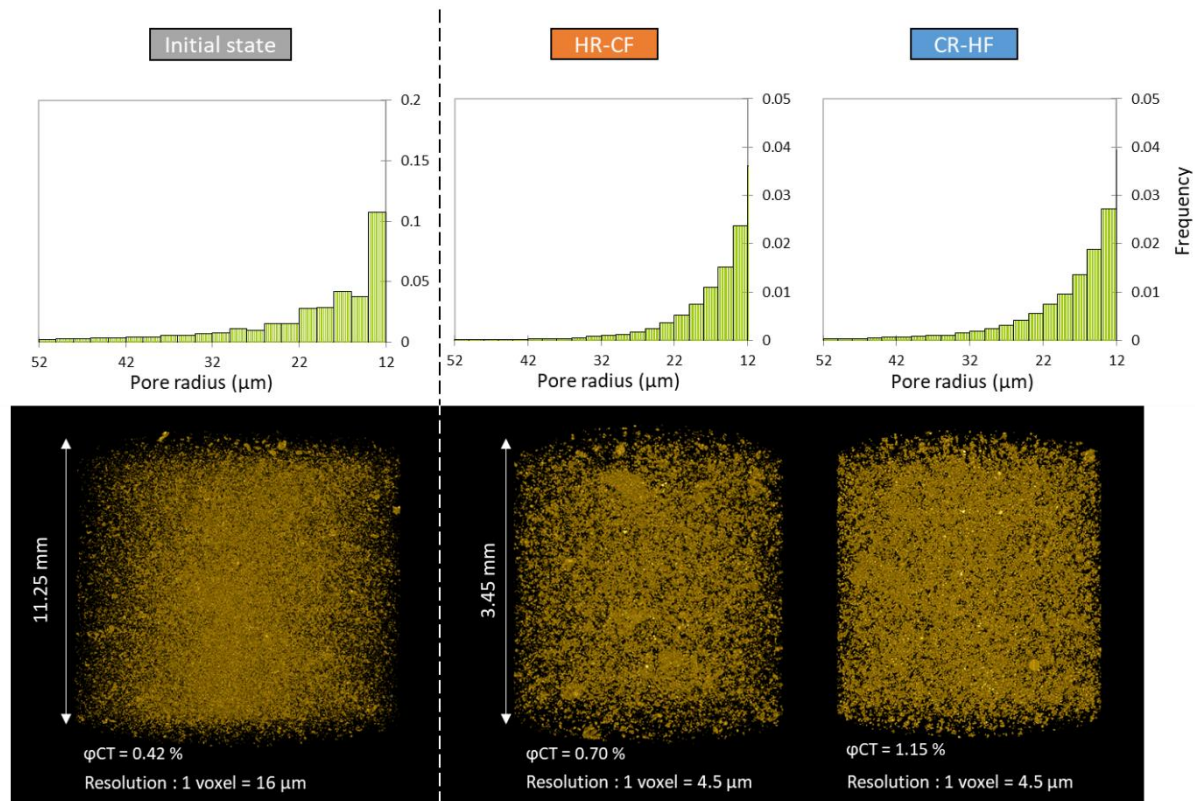 Initial state
HR-CF
CR-HF
0.2
0.15
0.1
0.05
0
52
42
32
22
12
Pore radius (µm)
0.05
0.04
0.03
0.02
0.01
0
52
42
32
22
12
Pore radius (µm)
0.05
0.04
0.03
0.02
0.01
0
52
42
32
22
12
Pore radius (µm)
Frequency
11.25 mm
φCT = 0.42 %
Resolution : 1 voxel = 16 µm
3.45 mm
φCT = 0.70 %
Resolution : 1 voxel = 4.5 µm
φCT = 1.15 %
Resolution : 1 voxel = 4.5 µm